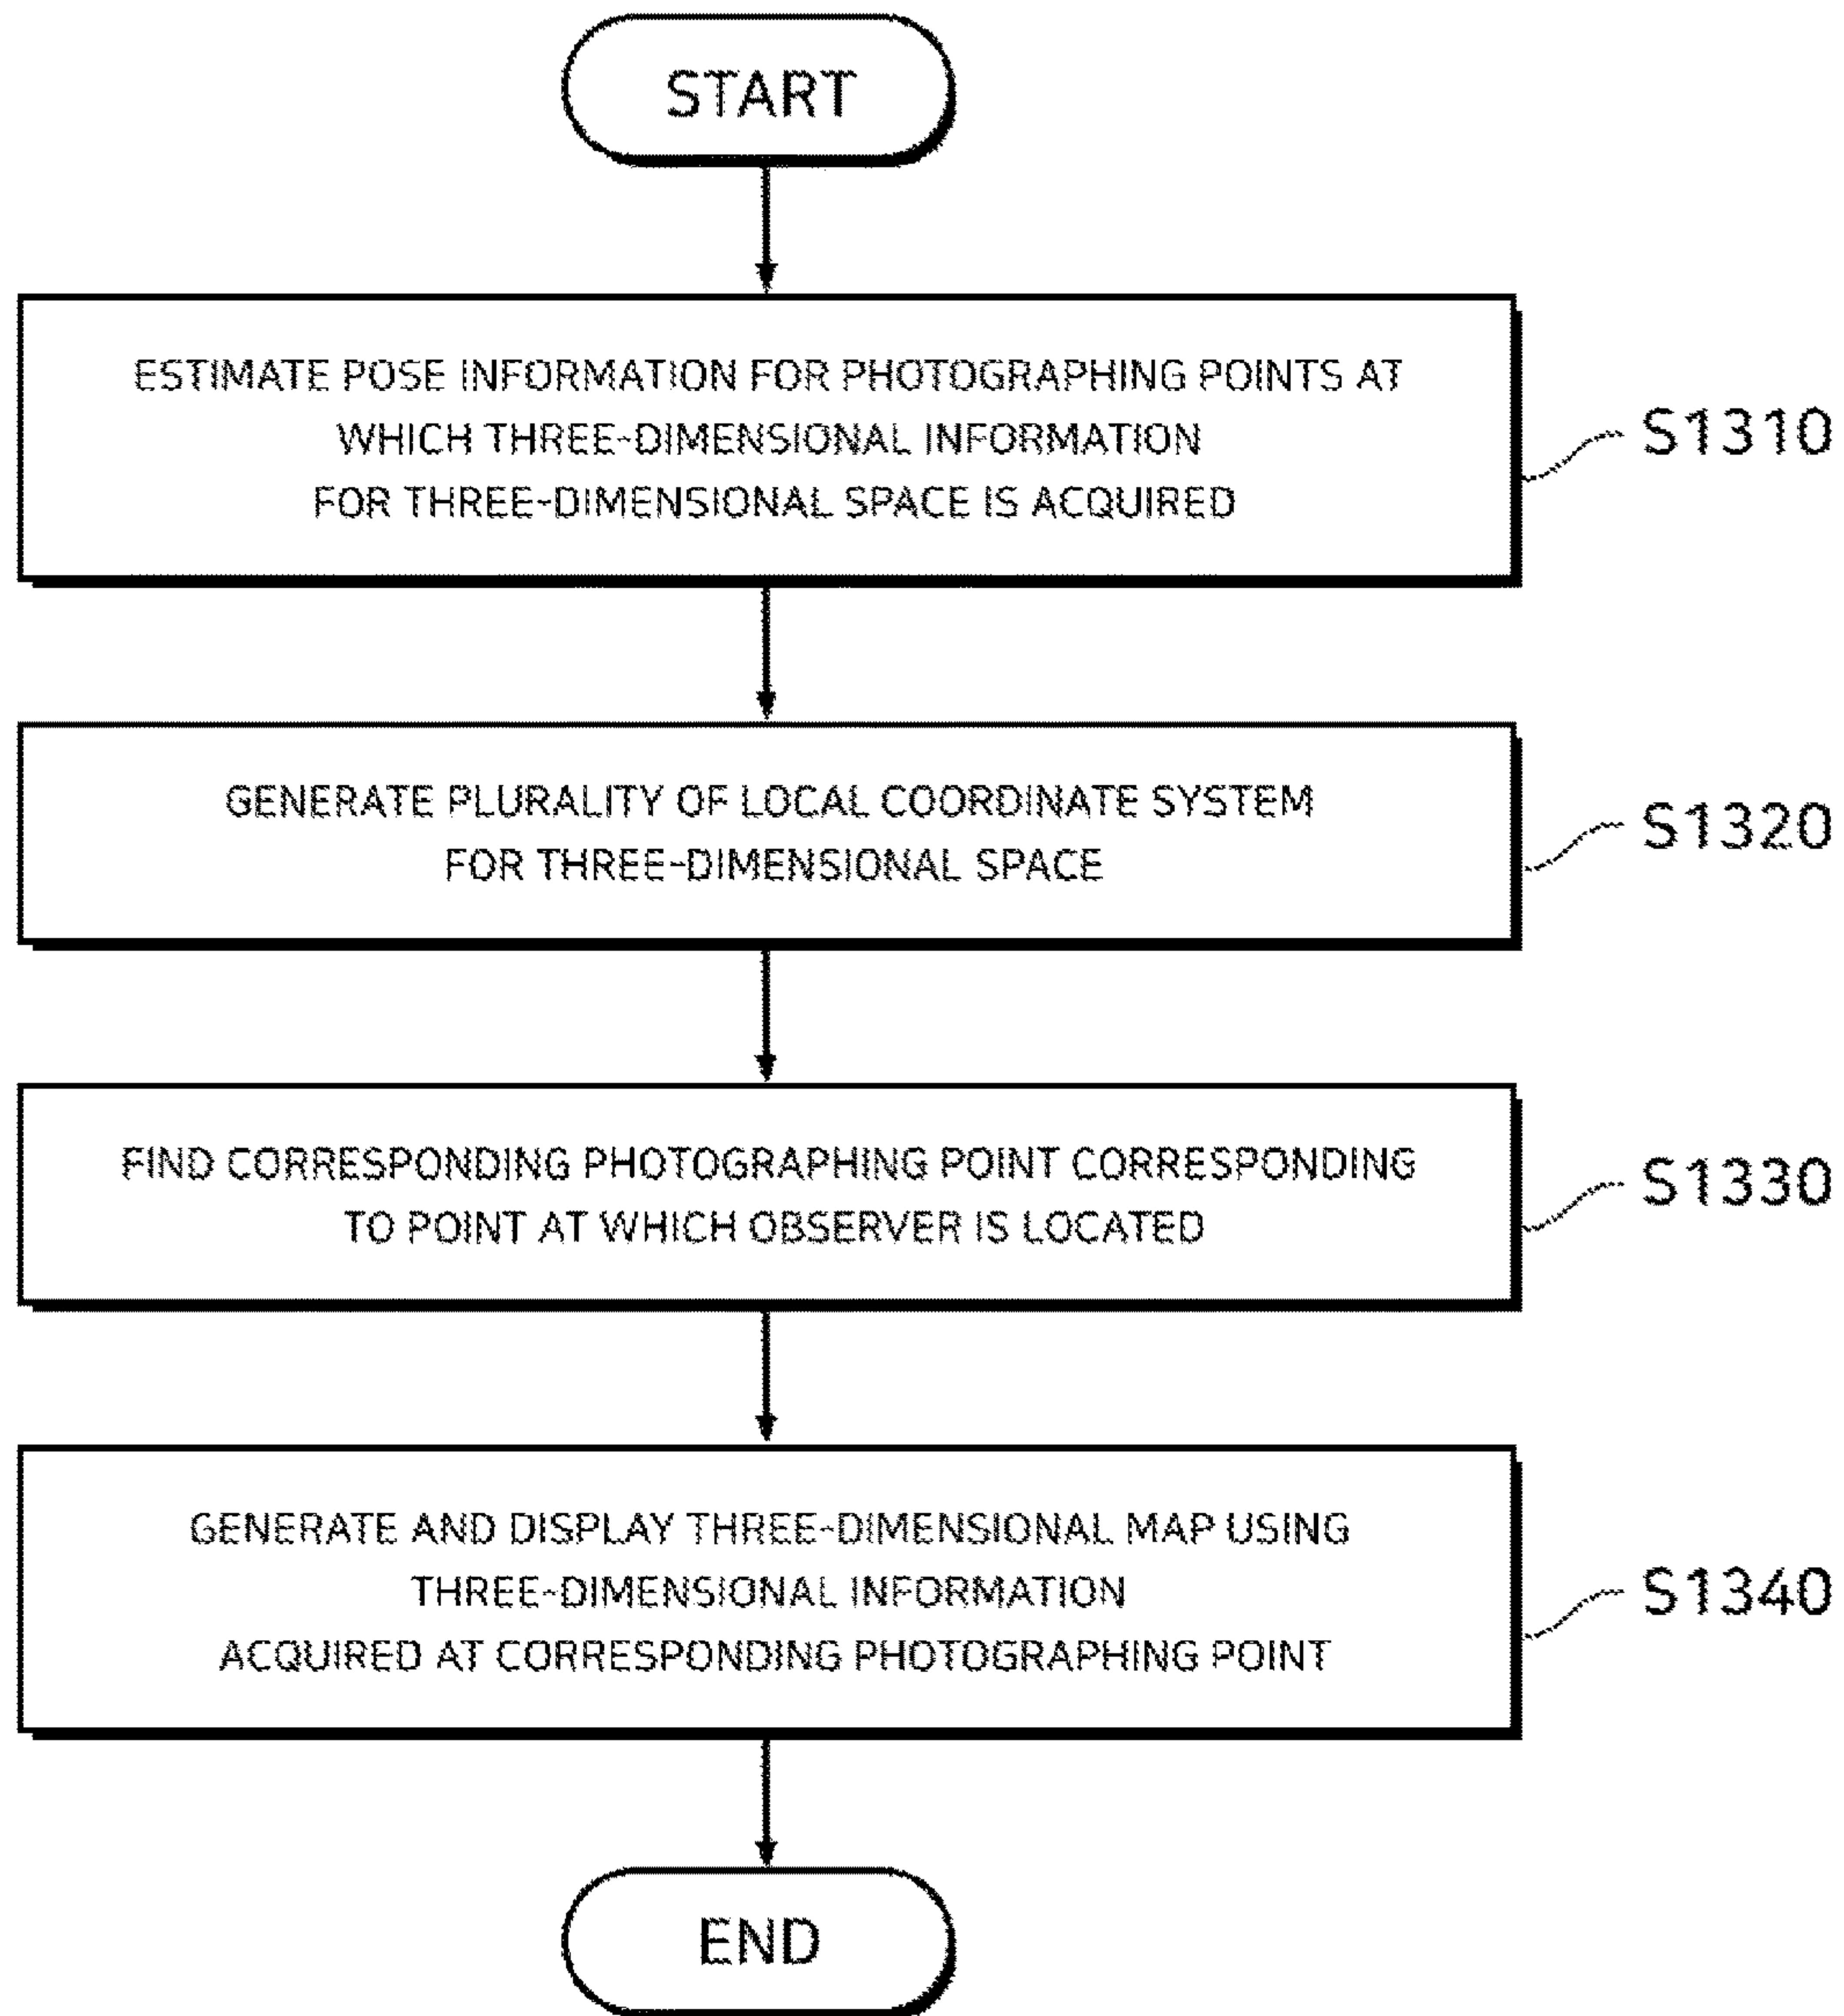 START
ESTIMATE POSE INFORMATION FOR PHOTOGRAPHING POINTS AT
WHICH THREE-DIMENSIONAL INFORMATION
FOR THREE-DIMENSIONAL SPACE IS ACQUIRED
S1310
GENERATE PLURALITY OF LOCAL COORDINATE SYSTEM
FOR THREE-DIMENSIONAL SPACE
S1320
FIND CORRESPONDING PHOTOGRAPHING POINT CORRESPONDING
TO POINT AT WHICH OBSERVER IS LOCATED
S1330
GENERATE AND DISPLAY THREE-DIMENSIONAL MAP USING
THREE-DIMENSIONAL INFORMATION
ACQUIRED AT CORRESPONDING PHOTOGRAPHING POINT
S1340
END